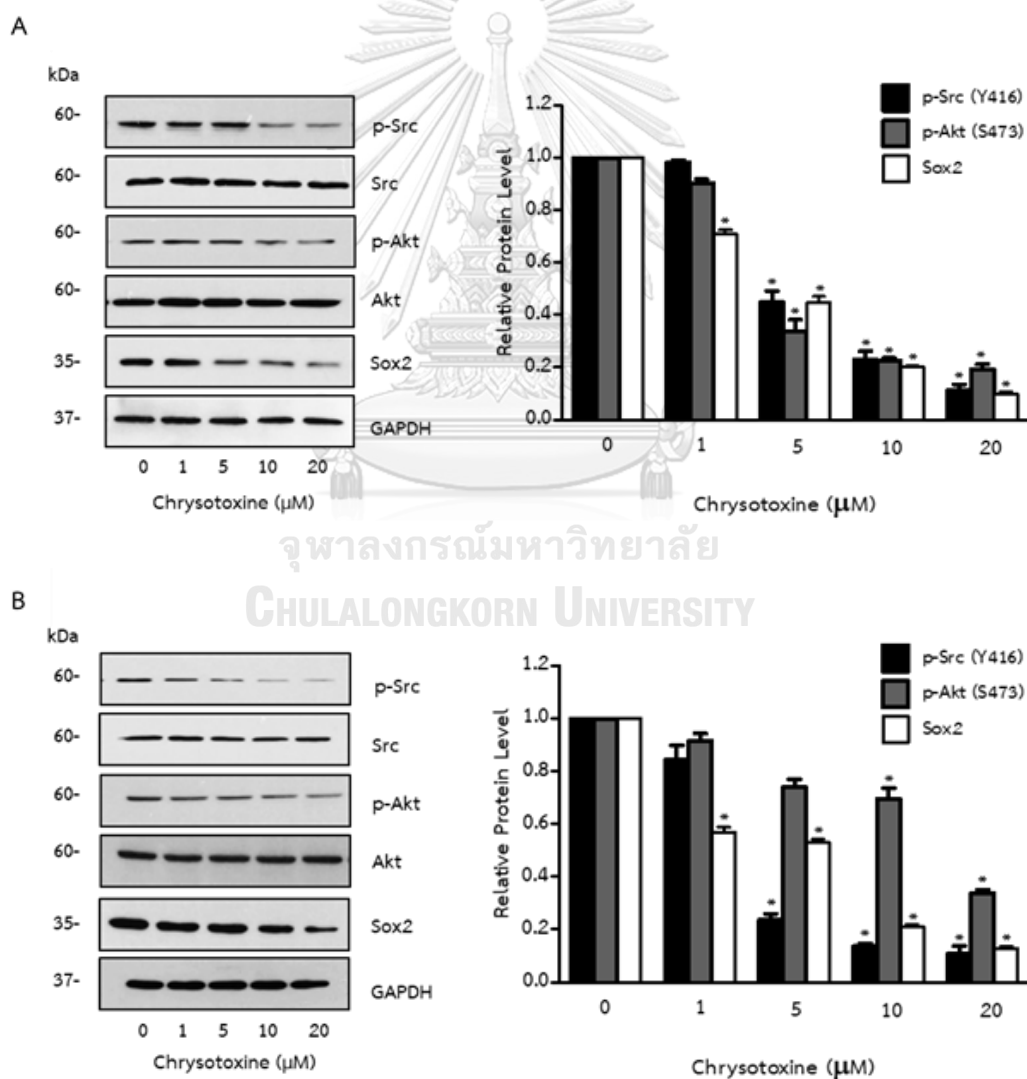 A
kDa
60-
p-Src
60-
Src
60-
p-Akt
60-
Akt
35-
Sox2
37-
GAPDH
0 1 5 10 20
Chrysotoxine (µM)
Relative Protein Level
1.2
1.0
0.8
0.6
0.4
0.2
0.0
p-Src (Y416)
p-Akt (S473)
Sox2
* * * * * * * * * *
0 1 5 10 20
Chrysotoxine (µM)
จุฬาลงกรณ์มหาวิทยาลัย
CHULALONGKORN UNIVERSITY
B
kDa
60-
p-Src
60-
Src
60-
p-Akt
60-
Akt
35-
Sox2
37-
GAPDH
0 1 5 10 20
Chrysotoxine (µM)
Relative Protein Level
1.2
1.0
0.8
0.6
0.4
0.2
0.0
p-Src (Y416)
p-Akt (S473)
Sox2
* * * * * * * * *
0 1 5 10 20
Chrysotoxine (µM)